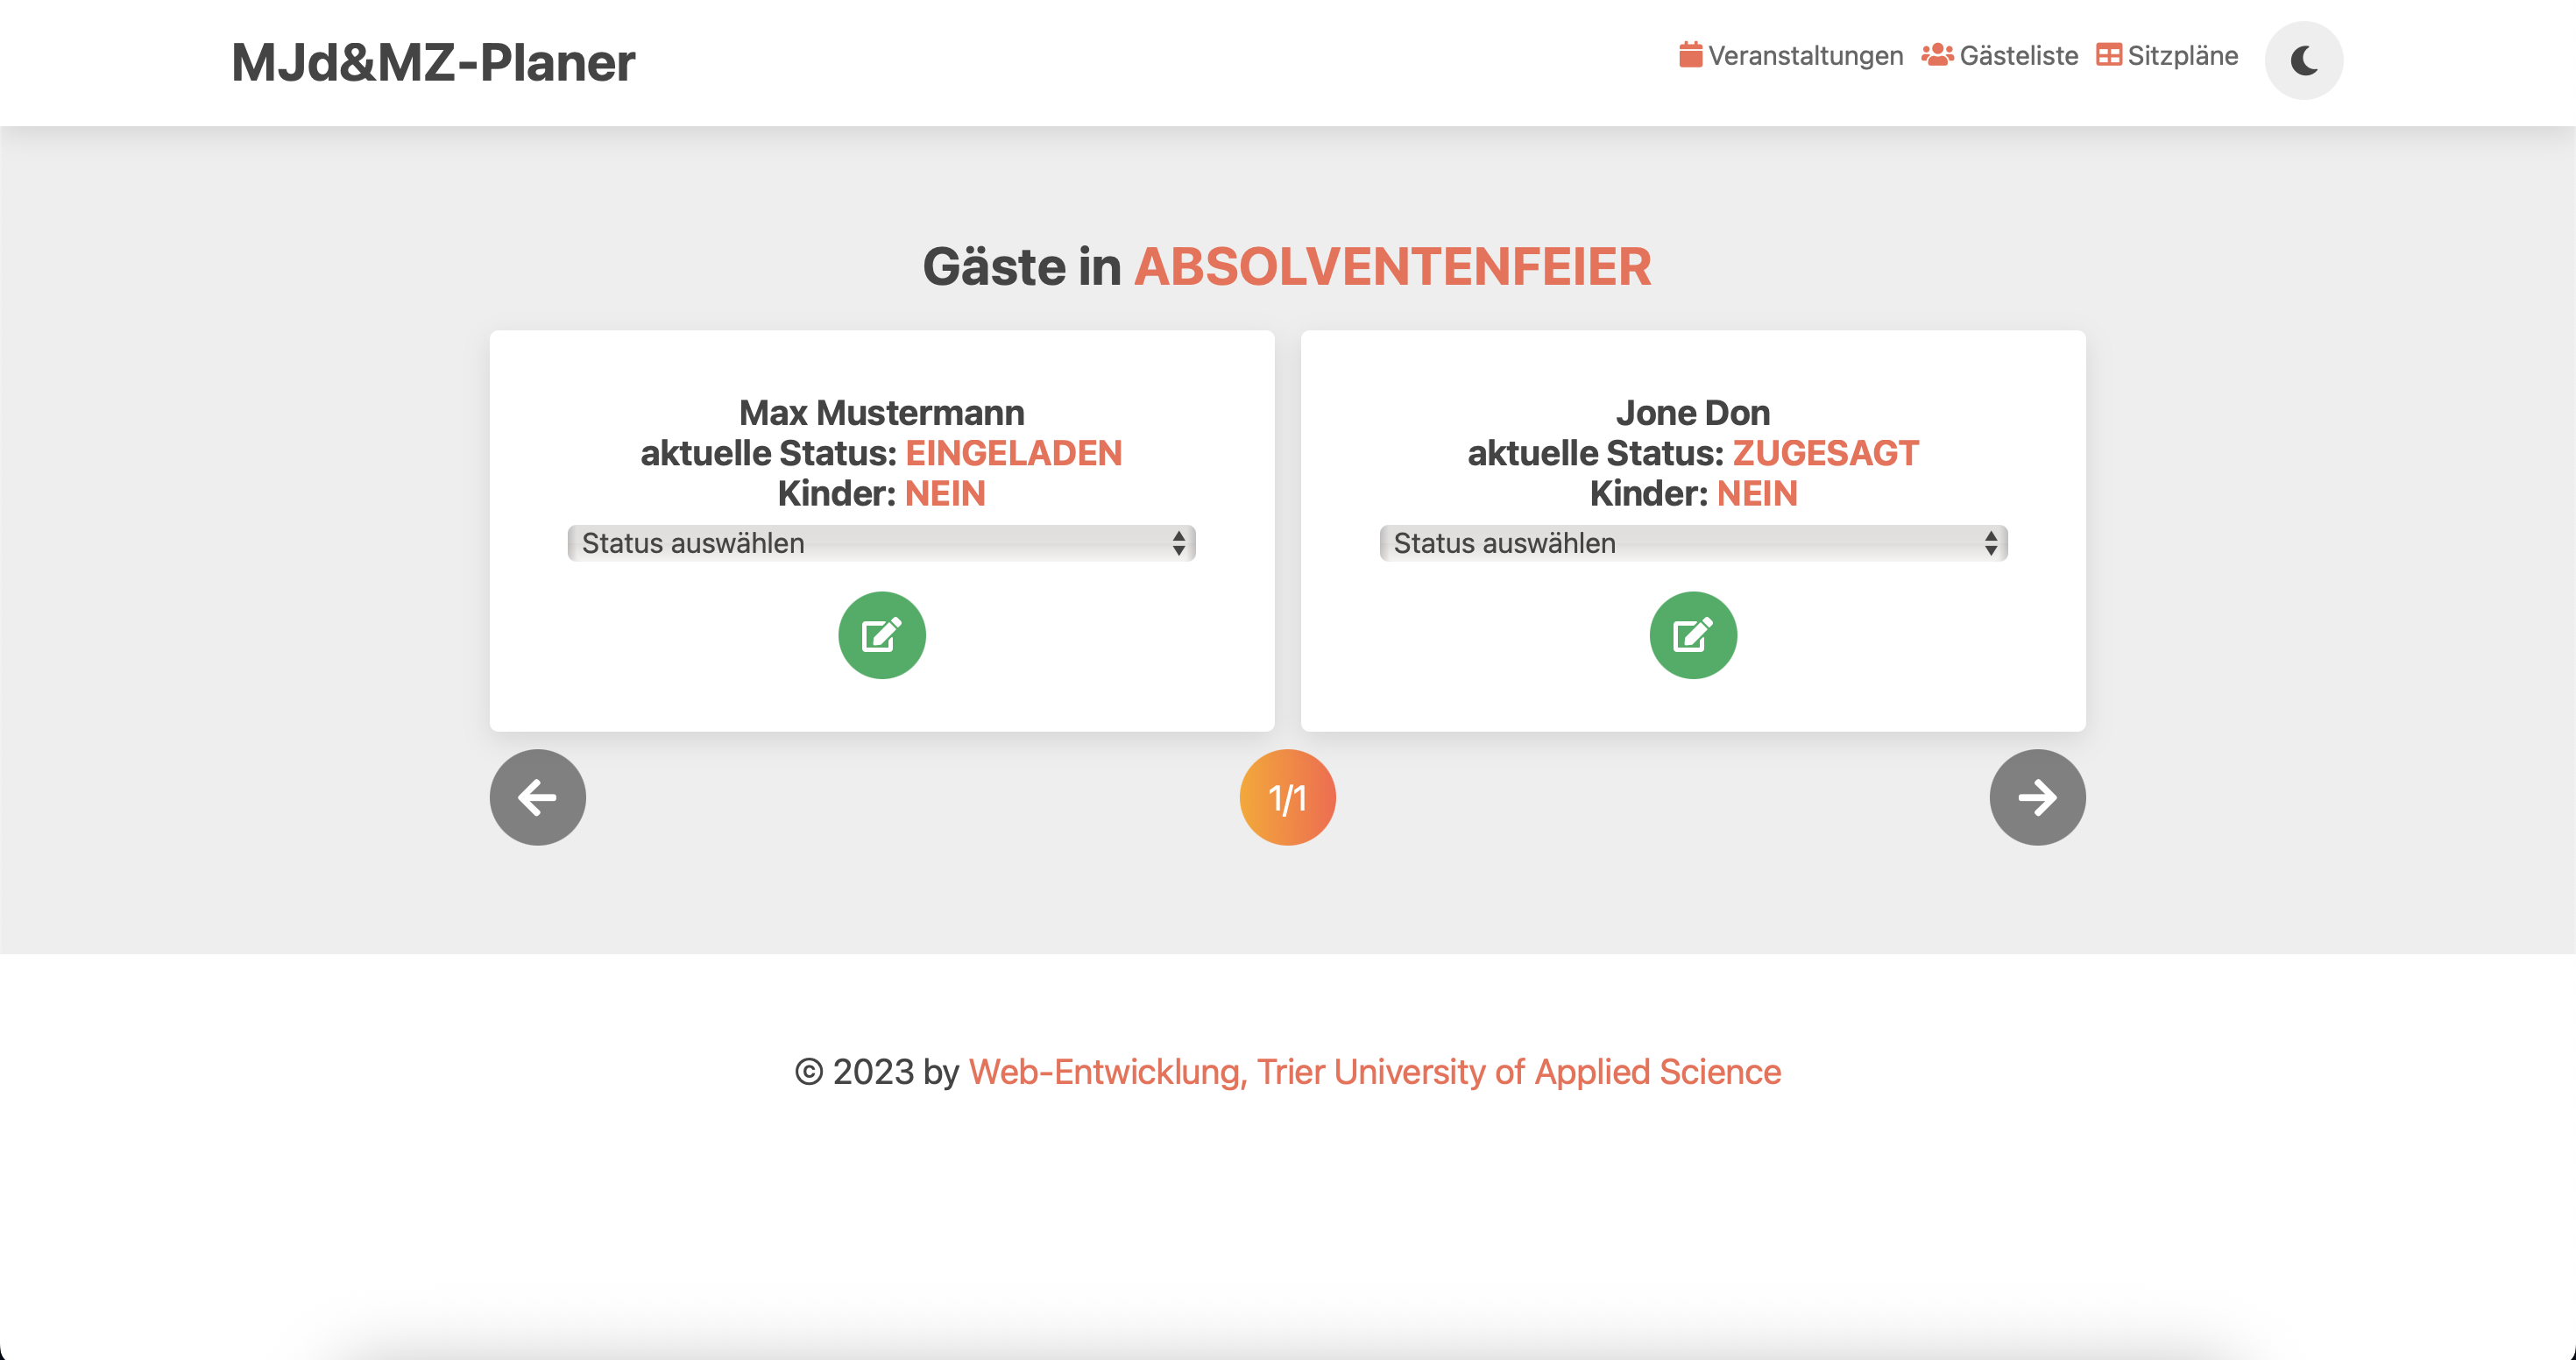 MJd&MZ-Planer
Veranstaltungen Gästeliste Sitzpläne
Gäste in ABSOLVENTENFEIER
Max Mustermann
aktuelle Status: EINGELADEN
Kinder: NEIN
Status auswählen
Jone Don
aktuelle Status: ZUGESAGT
Kinder: NEIN
Status auswählen
1/1
© 2023 by Web-Entwicklung, Trier University of Applied Science